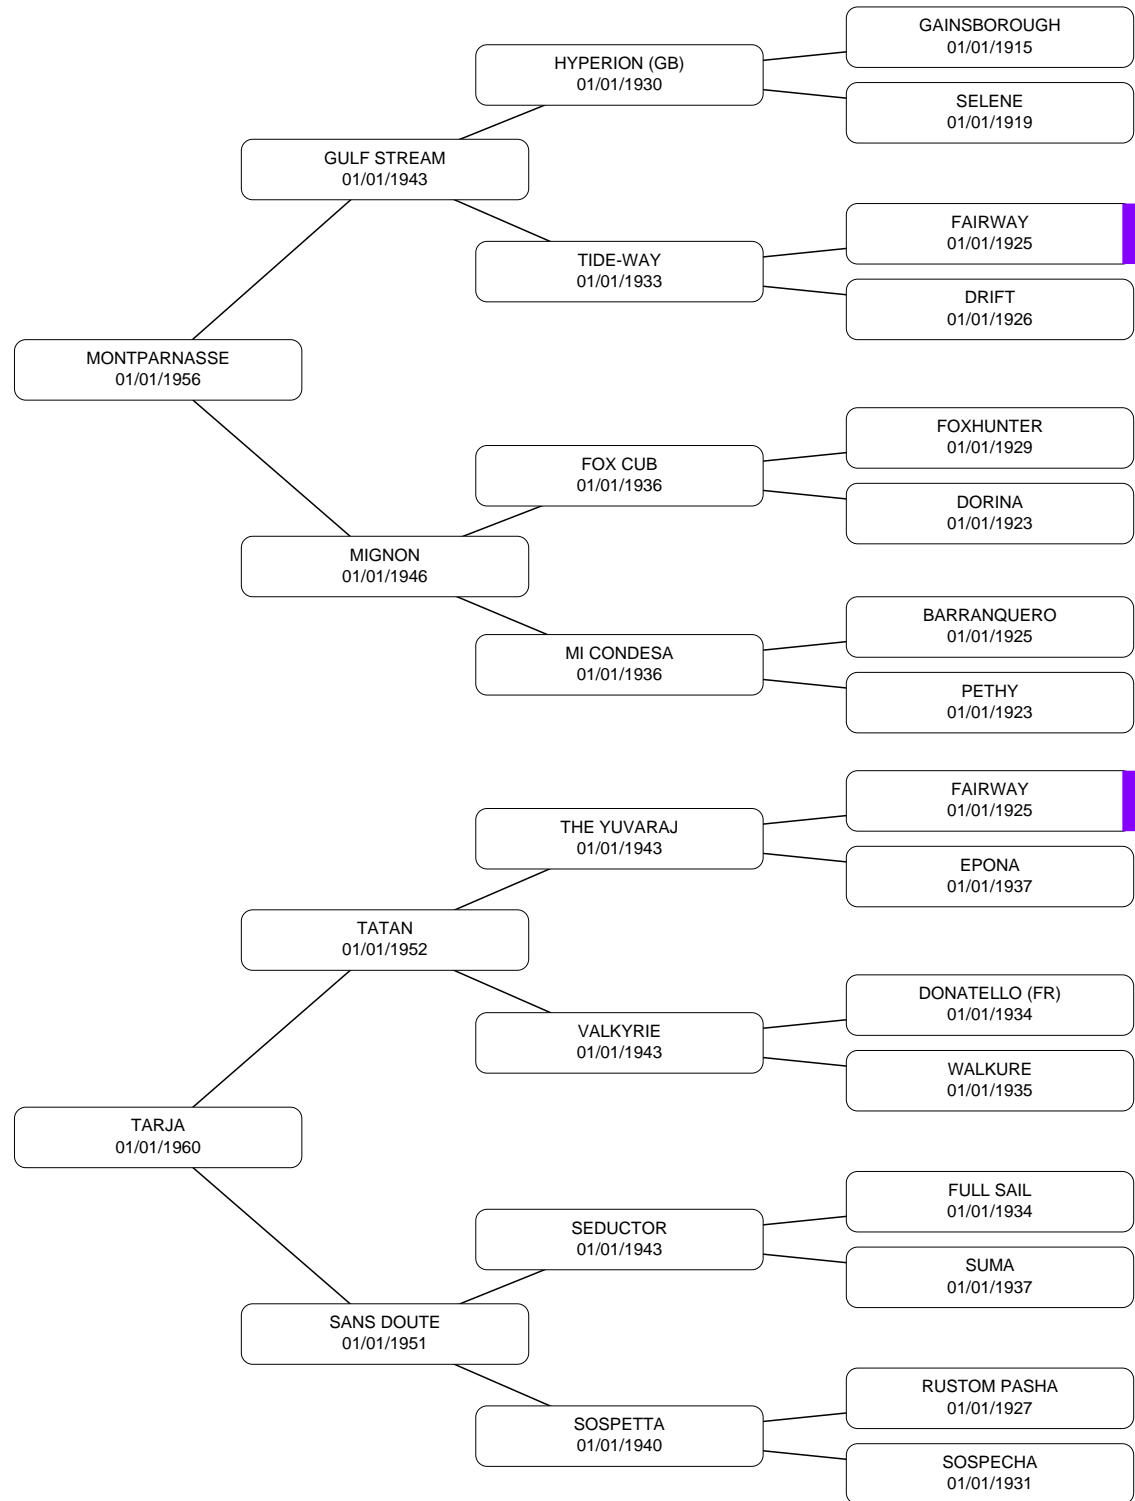 GAINSBOROUGH
01/01/1915
HYPERION (GB)
01/01/1930
SELENE
01/01/1919
GULF STREAM
01/01/1943
FAIRWAY
01/01/1925
TIDE-WAY
01/01/1933
DRIFT
01/01/1926
MONTPARNASSE
01/01/1956
FOXHUNTER
01/01/1929
FOX CUB
01/01/1936
DORINA
01/01/1923
MIGNON
01/01/1946
BARRANQUERO
01/01/1925
MI CONDESA
01/01/1936
PETHY
01/01/1923
FAIRWAY
01/01/1925
THE YUVARAJ
01/01/1943
EPONA
01/01/1937
TATAN
01/01/1952
DONATELLO (FR)
01/01/1934
VALKYRIE
01/01/1943
WALKURE
01/01/1935
TARJA
01/01/1960
FULL SAIL
01/01/1934
SEDUCTOR
01/01/1943
SUMA
01/01/1937
SANS DOUTE
01/01/1951
RUSTOM PASHA
01/01/1927
SOSPETTA
01/01/1940
SOSPECHA
01/01/1931